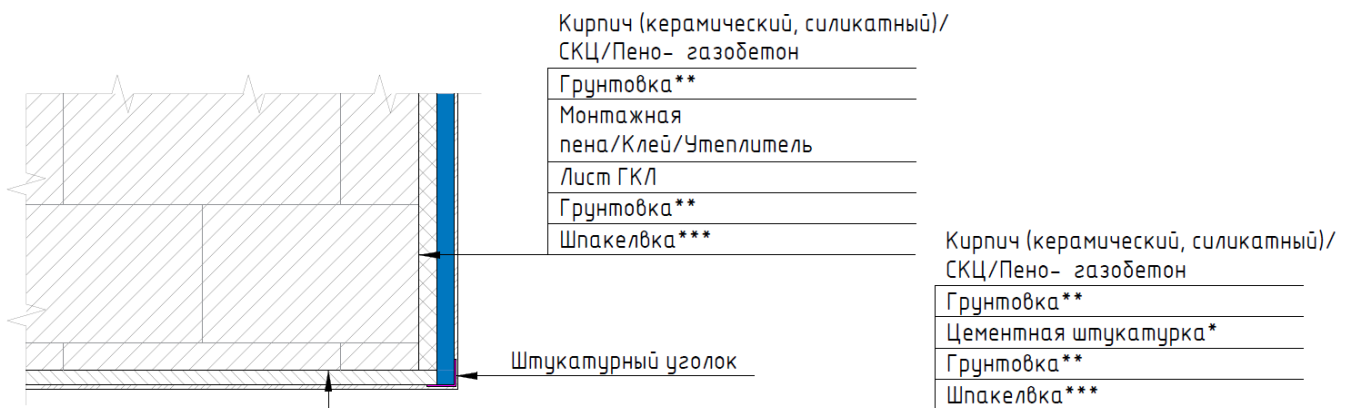 Кирпич (керамический, силикатный)/
СКЦ/Пено- газобетон
Грунтовка**
Монтажная
пена/Клей/Утеплитель
Лист ГКЛ
Грунтовка**
Шпакелвка***
Штукатурный уголок
Кирпич (керамический, силикатный)/
СКЦ/Пено- газобетон
Грунтовка**
Цементная штукатурка*
Грунтовка**
Шпакелвка***